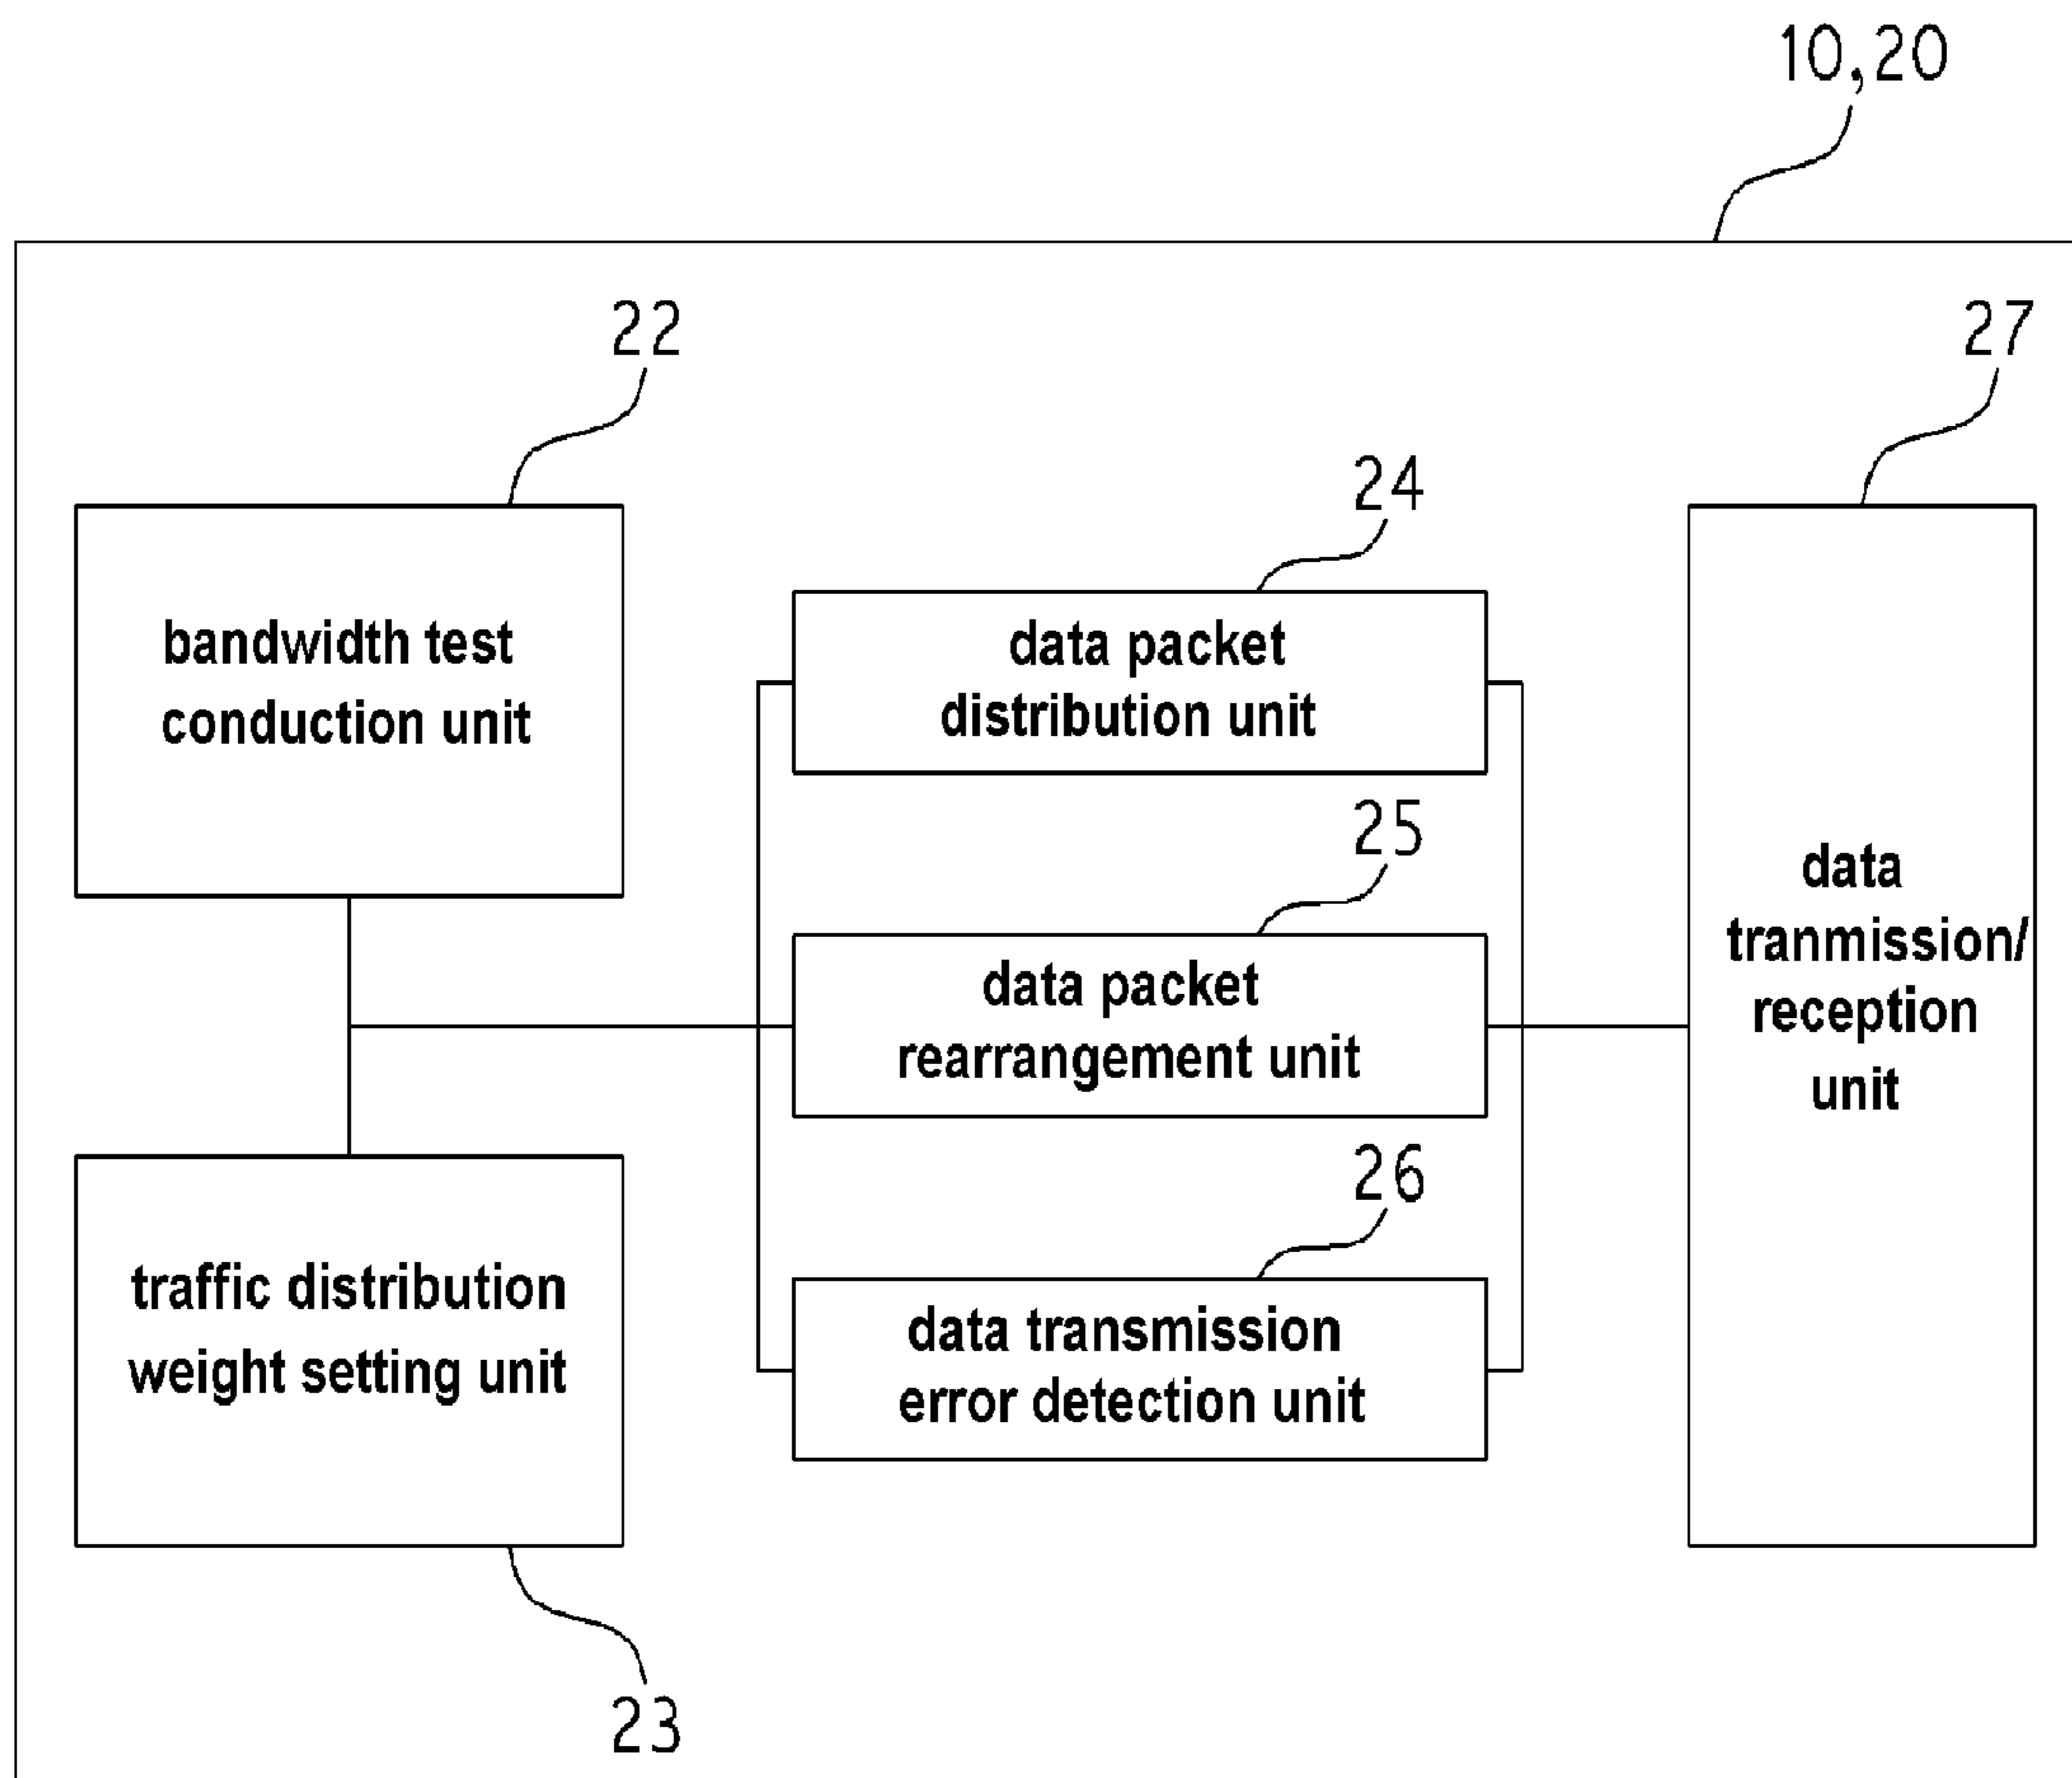 10,20
22
27
24
bandwidth test
conduction unit
data packet
distribution unit
25
data
tranmission/
reception
unit
data packet
rearrangement unit
26
traffic distribution
weight setting unit
data transmission
error detection unit
23